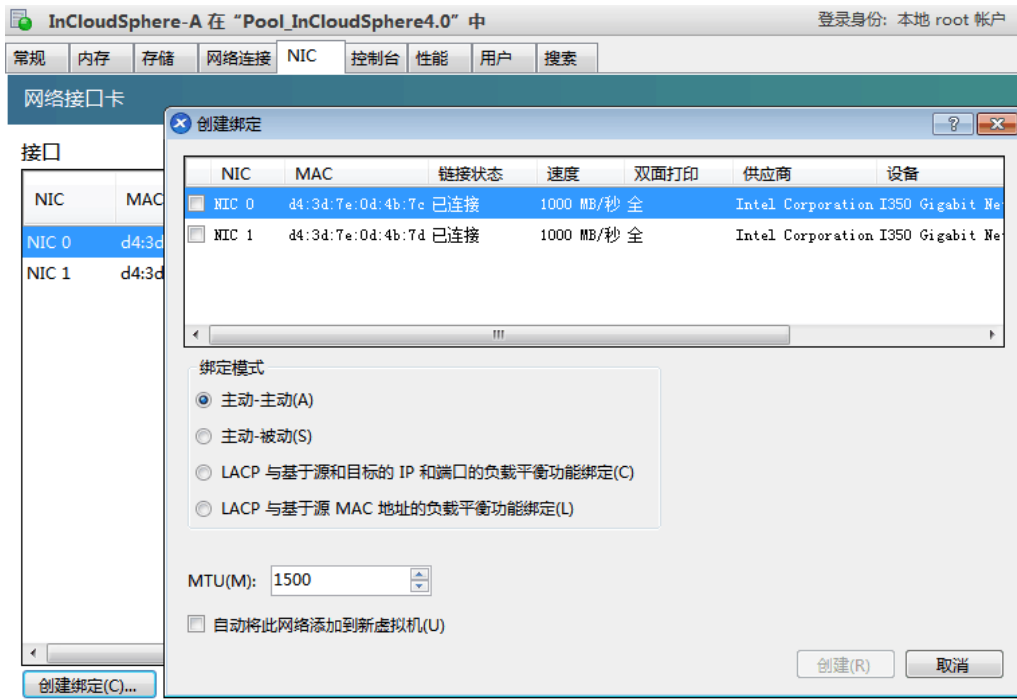 InCloudSphere-A 在 “Pool_InCloudSphere4.0” 中 登录身份: 本地 root 帐户
常规 内存 存储 网络连接 NIC 控制台 性能 用户 搜索
网络接口卡
创建绑定
接口
NIC MAC
NIC 0 d4:3d
NIC 1 d4:3d
NIC MAC 链接状态 速度 双面打印 供应商 设备
NIC 0 d4:3d:7e:0d:4b:7c 已连接 1000 MB/秒 全 Intel Corporation I350 Gigabit Ne
NIC 1 d4:3d:7e:0d:4b:7d 已连接 1000 MB/秒 全 Intel Corporation I350 Gigabit Ne
绑定模式
主动-主动(A)
主动-被动(S)
LACP 与基于源和目标的 IP 和端口的负载平衡功能绑定(C)
LACP 与基于源 MAC 地址的负载平衡功能绑定(L)
MTU(M): 1500
自动将此网络添加到新虚拟机(U)
创建(R) 取消
创建绑定(C)...